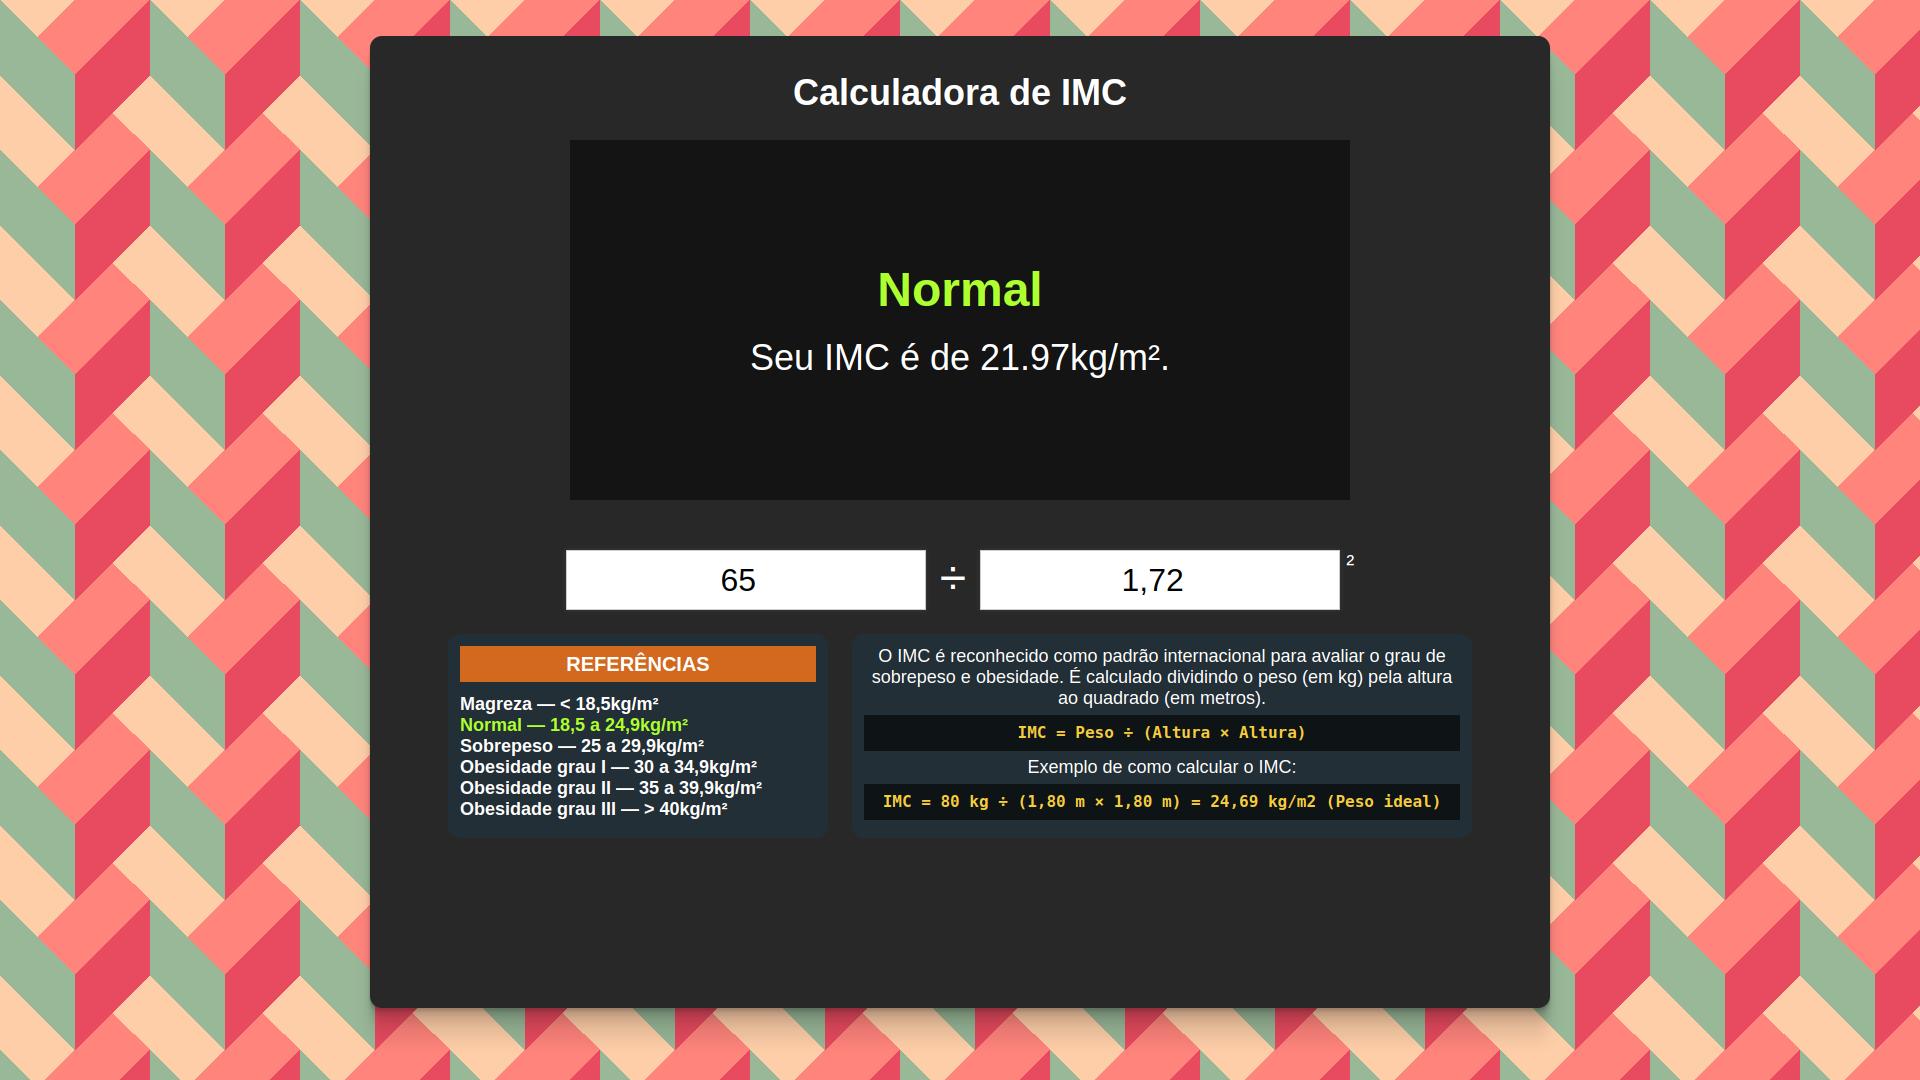 Calculadora de IMC
Normal
Seu IMC é de 21.97kg/m².
65 ÷ 1,72 ²
REFERÊNCIAS
Magreza — < 18,5kg/m²
Normal — 18,5 a 24,9kg/m²
Sobrepeso — 25 a 29,9kg/m²
Obesidade grau I — 30 a 34,9kg/m²
Obesidade grau II — 35 a 39,9kg/m²
Obesidade grau III — > 40kg/m²
O IMC é reconhecido como padrão internacional para avaliar o grau de
sobrepeso e obesidade. É calculado dividindo o peso (em kg) pela altura
ao quadrado (em metros).
IMC = Peso ÷ (Altura × Altura)
Exemplo de como calcular o IMC:
IMC = 80 kg ÷ (1,80 m × 1,80 m) = 24,69 kg/m2 (Peso ideal)